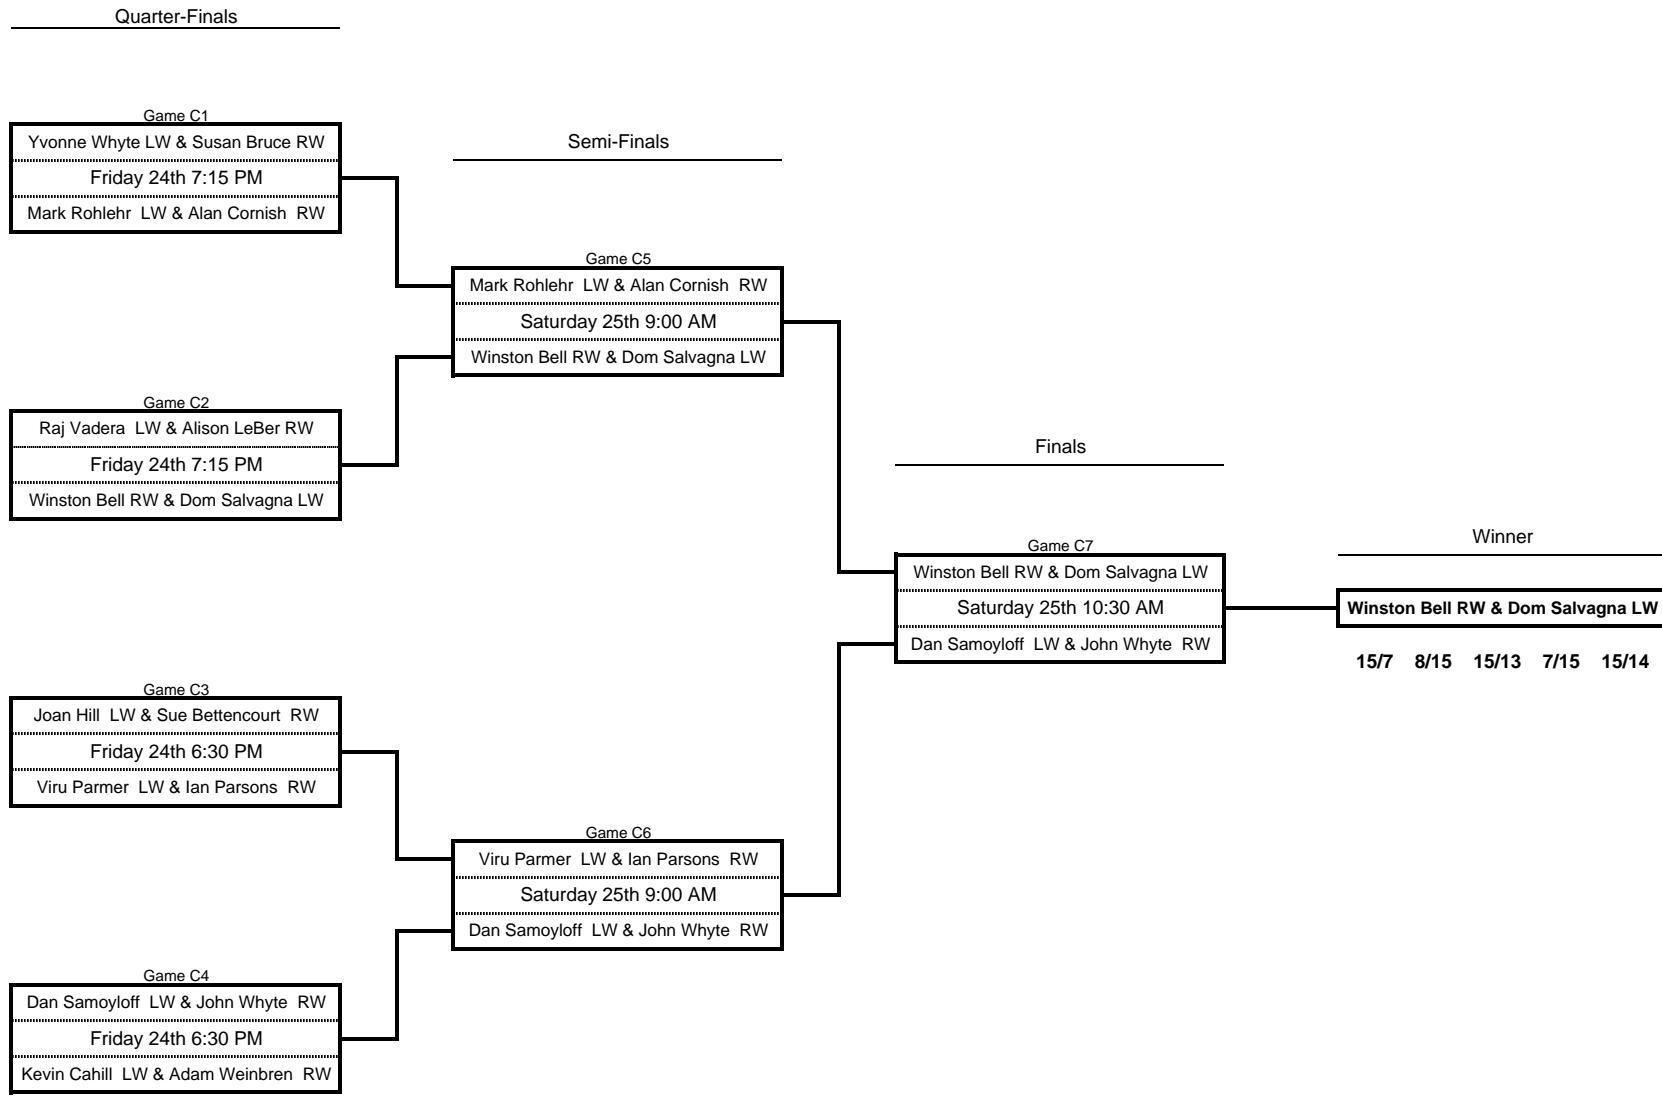 Quarter-Finals
Game C1
Yvonne Whyte LW & Susan Bruce RW
Friday 24th 7:15 PM
Mark Rohlehr  LW & Alan Cornish  RW
Game C2
Raj Vadera  LW & Alison LeBer RW
Friday 24th 7:15 PM
Winston Bell RW & Dom Salvagna LW
Game C3
Joan Hill  LW & Sue Bettencourt  RW
Friday 24th 6:30 PM
Viru Parmer  LW & Ian Parsons  RW
Game C4
Dan Samoyloff  LW & John Whyte  RW
Friday 24th 6:30 PM
Kevin Cahill  LW & Adam Weinbren  RW
Semi-Finals
Game C5
Mark Rohlehr  LW & Alan Cornish  RW
Saturday 25th 9:00 AM
Winston Bell RW & Dom Salvagna LW
Game C6
Viru Parmer  LW & Ian Parsons  RW
Saturday 25th 9:00 AM
Dan Samoyloff  LW & John Whyte  RW
Finals
Game C7
Winston Bell RW & Dom Salvagna LW
Saturday 25th 10:30 AM
Dan Samoyloff  LW & John Whyte  RW
Winner
Winston Bell RW & Dom Salvagna LW
15/7 8/15 15/13 7/15 15/14